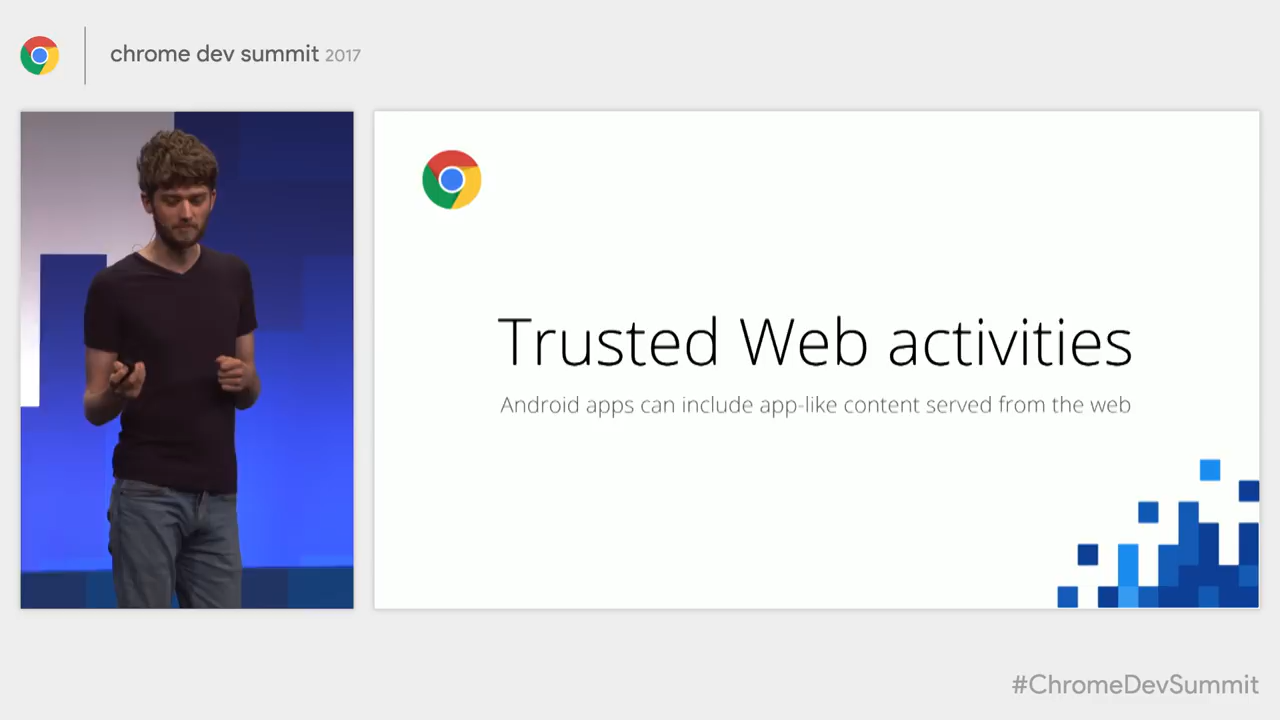 chrome dev summit 2017
Trusted Web activities
Android apps can include app-like content served from the web
#ChromeDevSummit